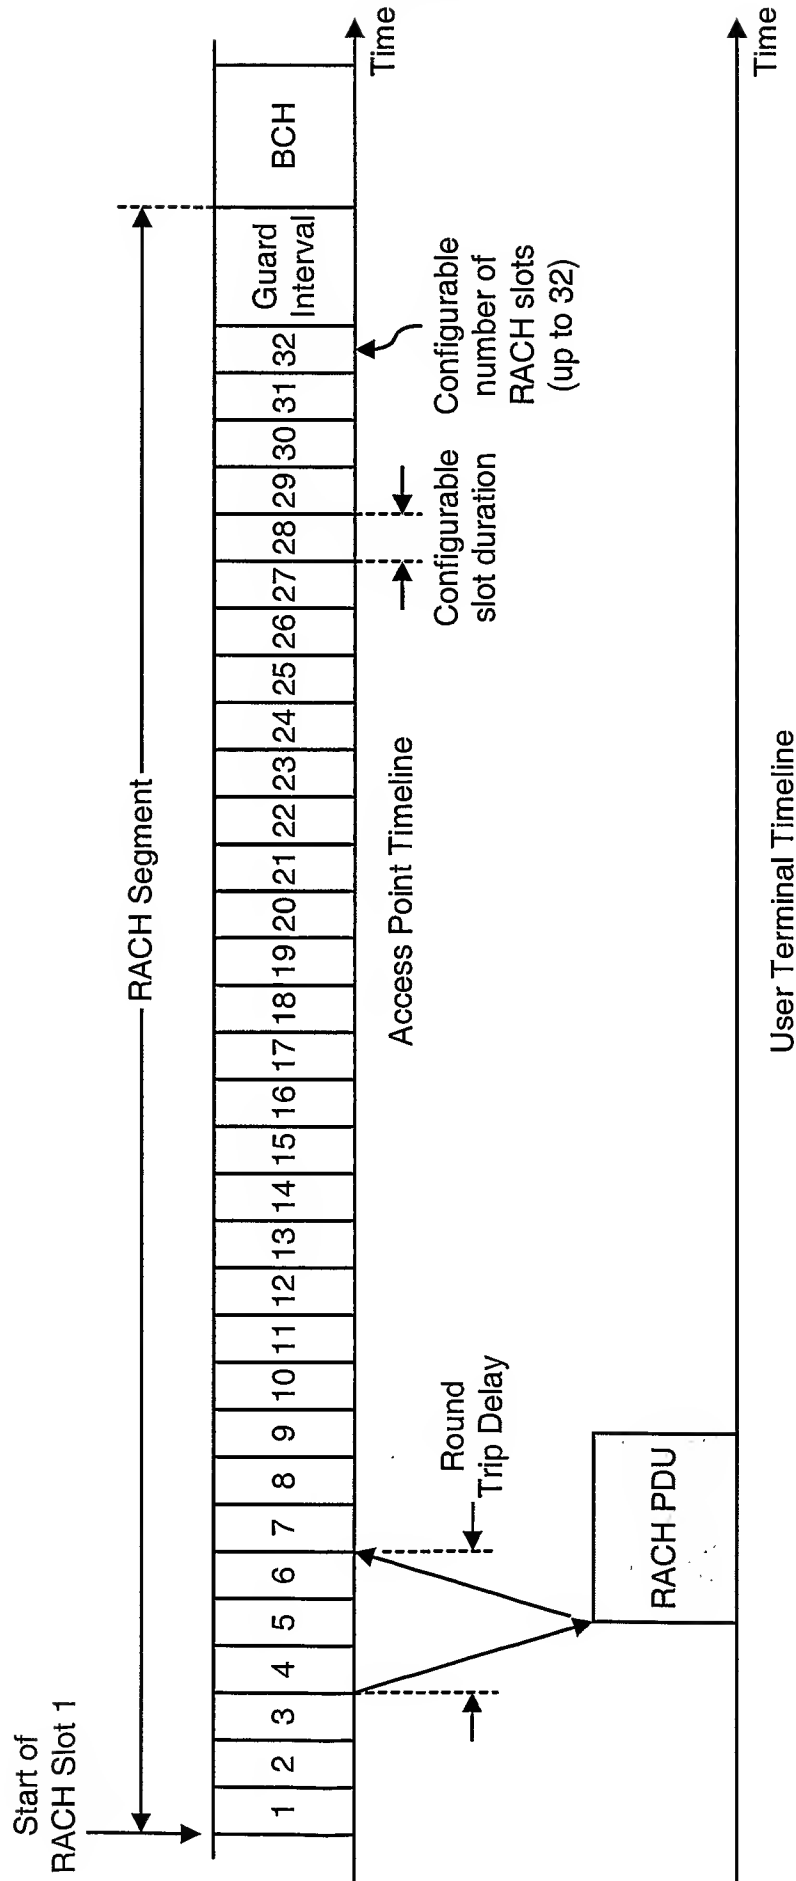 Start of
RACH Slot 1
RACH Segment
1
2
3
4
5
6
7
8
9
10
11
12
13
14
15
16
17
18
19
20
21
22
23
24
25
26
27
28
29
30
31
32
Guard
Interval
BCH
Time
Access Point Timeline
Configurable
slot duration
Configurable
number of
RACH slots
(up to 32)
Round
Trip Delay
RACH PDU
Time
User Terminal Timeline